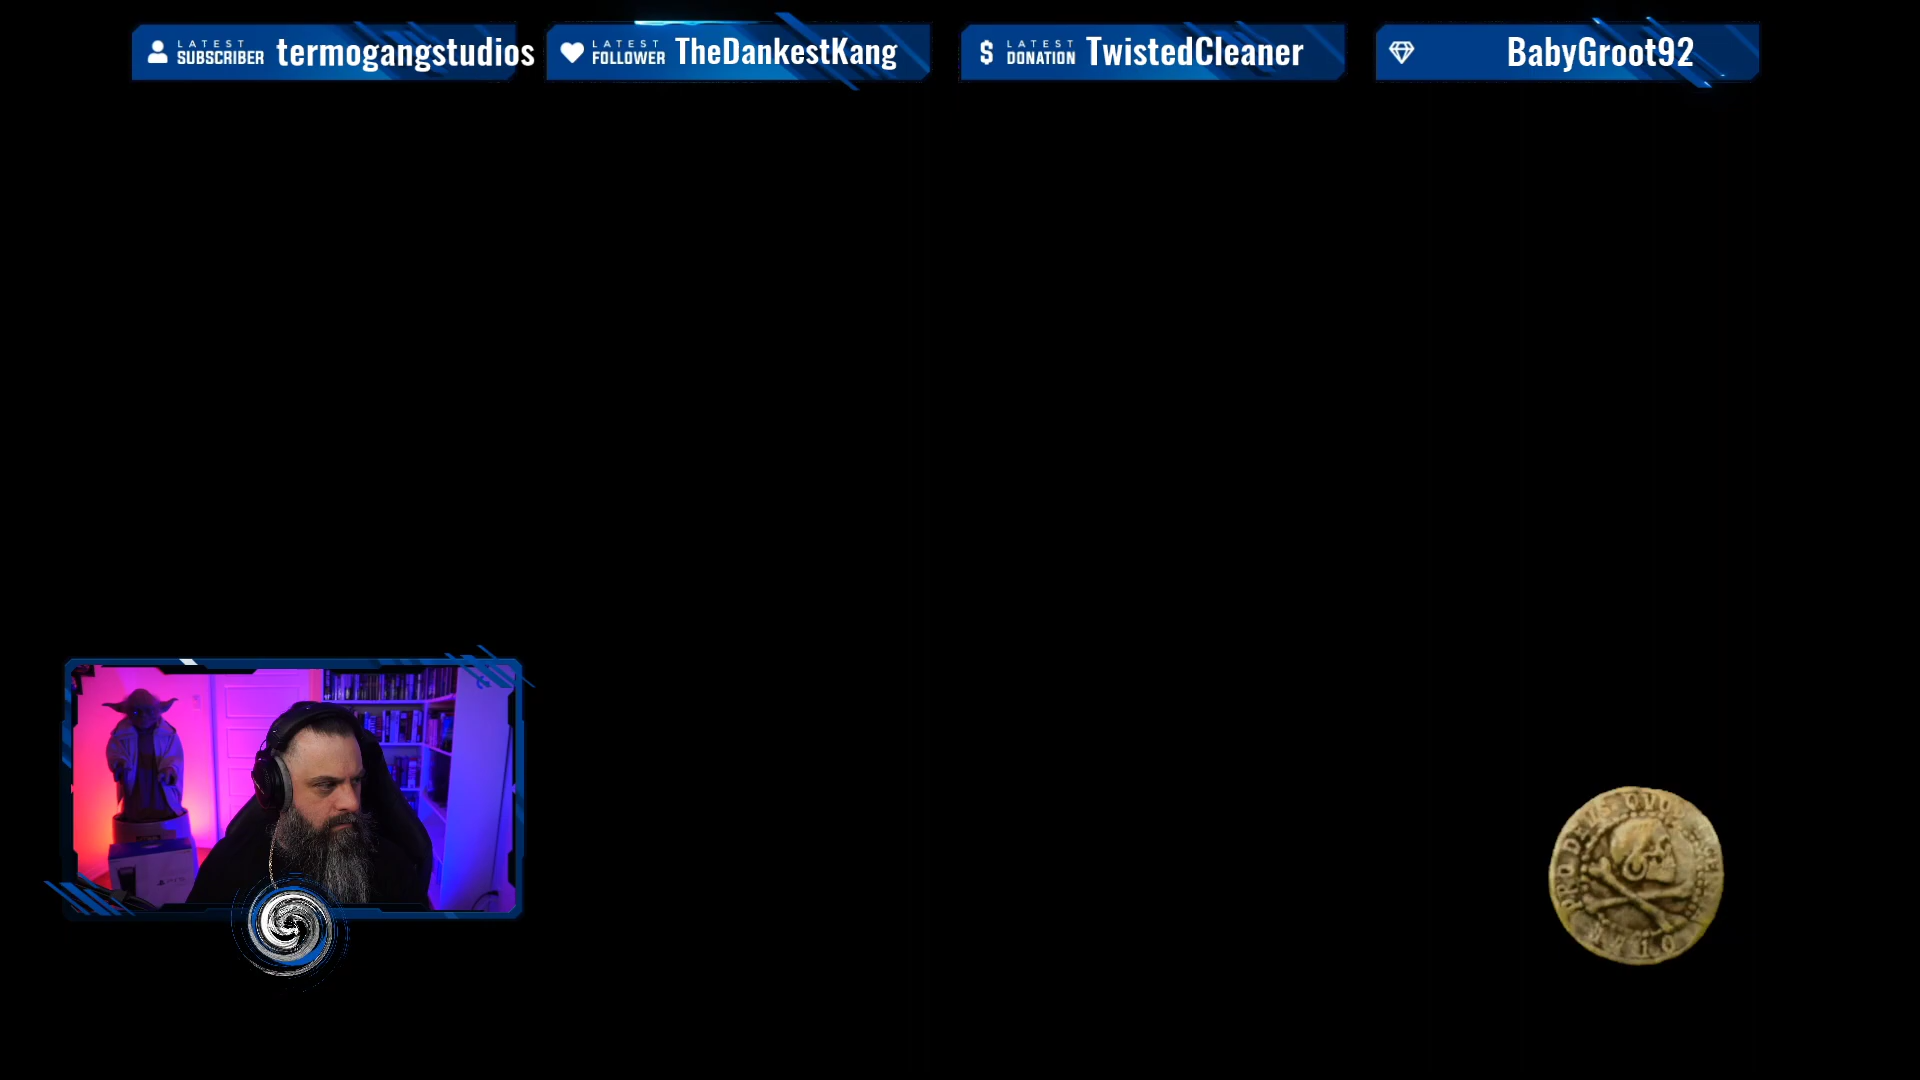 LATEST
SUBSCRIBER
termogangstudios
LATEST
FOLLOWER
TheDankestKang
LATEST
DONATION
TwistedCleaner
BabyGroot92